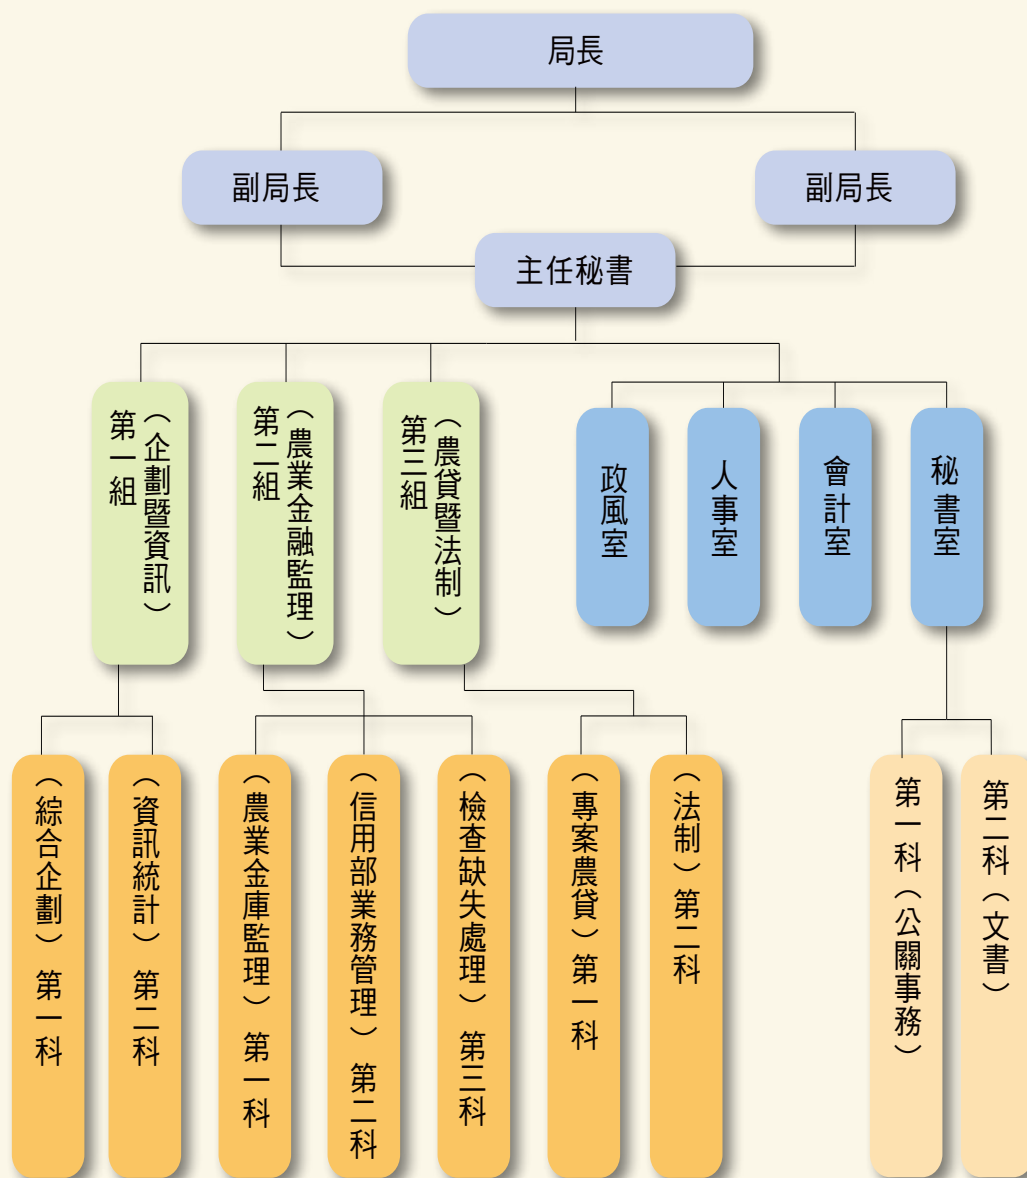 局長
副局長
副局長
主任秘書
第一組
（企劃暨資訊）
第二組
（農業金融監理）
第三組
（農貸暨法制）
政風室
人事室
會計室
秘書室
（綜合企劃）第一科
（資訊統計）第二科
（農業金庫監理）第一科
（信用部業務管理）第二科
（檢查缺失處理）第三科
（專案農貸）第一科
（法制）第二科
第一科（公關事務）
第二科（文書）